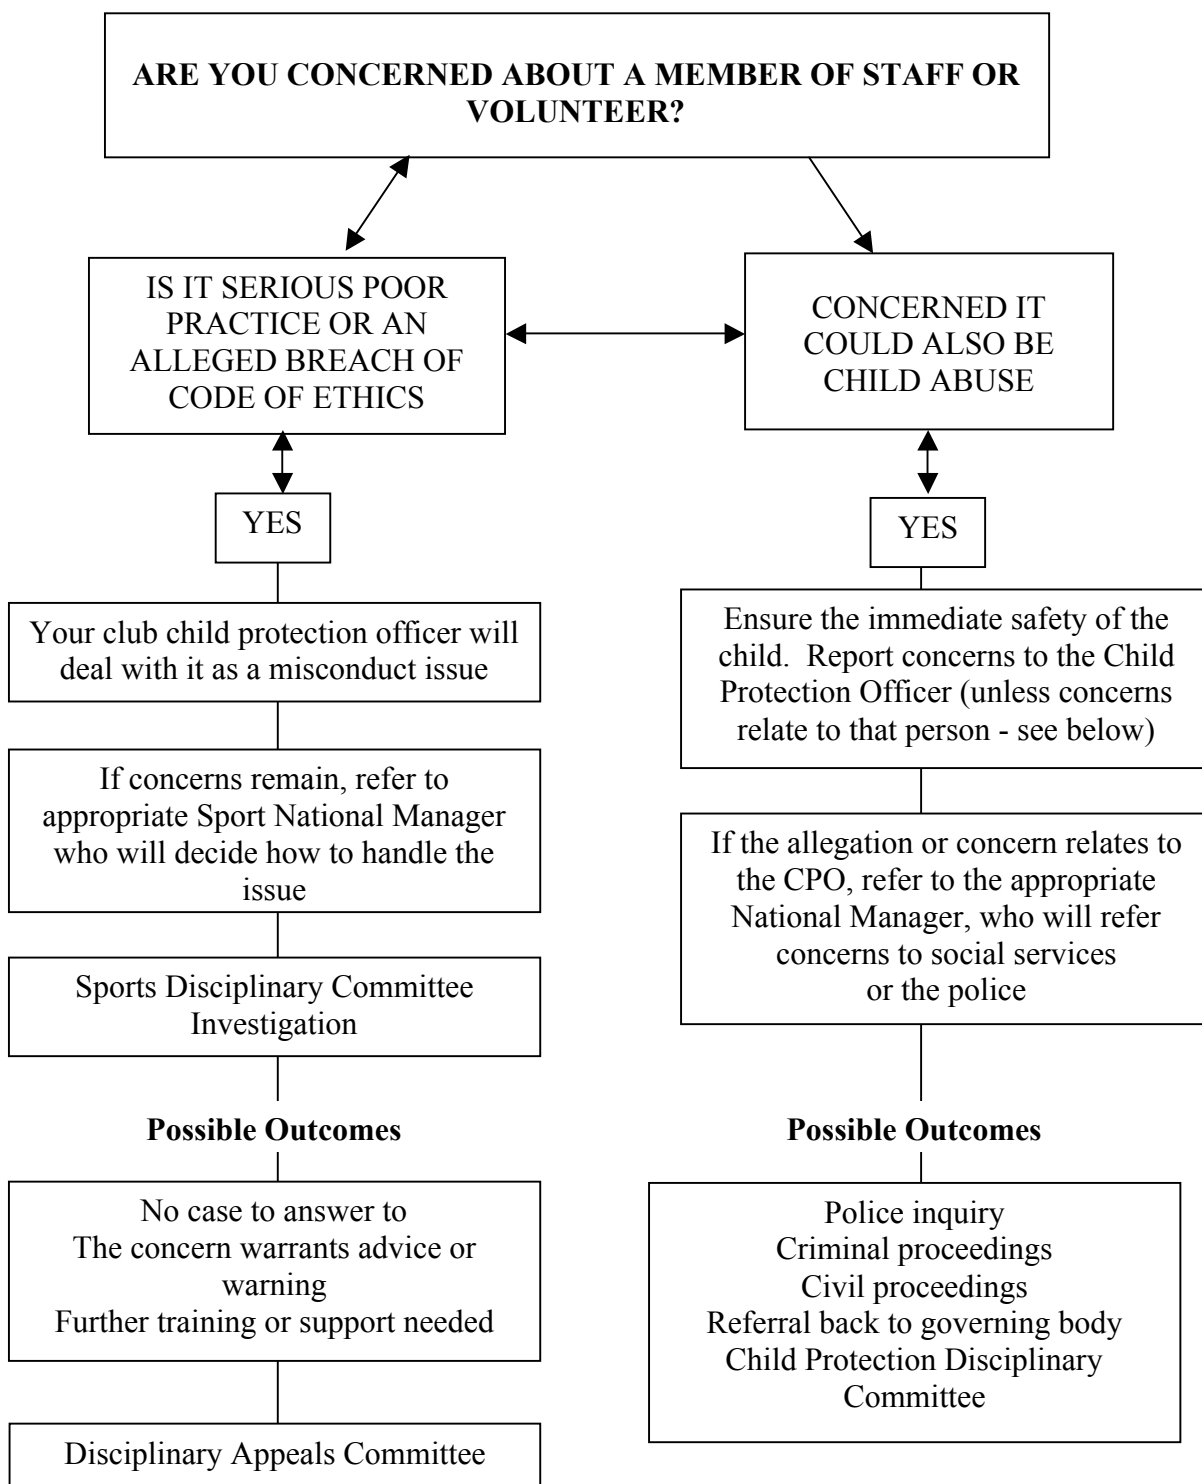 ARE YOU CONCERNED ABOUT A MEMBER OF STAFF OR
VOLUNTEER?
IS IT SERIOUS POOR
PRACTICE OR AN
ALLEGED BREACH OF
CODE OF ETHICS
CONCERNED IT
COULD ALSO BE
CHILD ABUSE
YES
YES
Your club child protection officer will
deal with it as a misconduct issue
If concerns remain, refer to
appropriate Sport National Manager
who will decide how to handle the
issue
Sports Disciplinary Committee
Investigation
Possible Outcomes
No case to answer to
The concern warrants advice or
warning
Further training or support needed
Disciplinary Appeals Committee
Ensure the immediate safety of the
child.  Report concerns to the Child
Protection Officer (unless concerns
relate to that person - see below)
If the allegation or concern relates to
the CPO, refer to the appropriate
National Manager, who will refer
concerns to social services
or the police
Possible Outcomes
Police inquiry
Criminal proceedings
Civil proceedings
Referral back to governing body
Child Protection Disciplinary
Committee